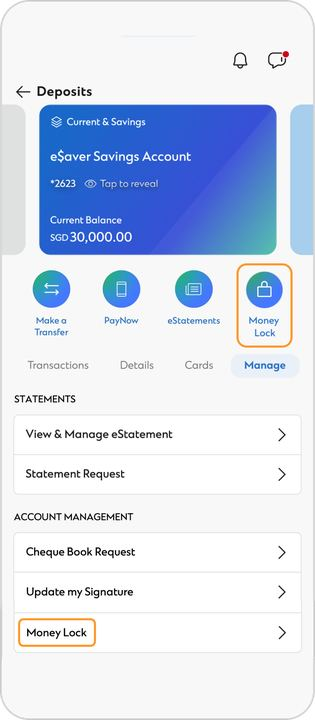 Deposits
Current & Savings
e$aver Savings Account
*2623 Tap to reveal
Current Balance
SGD 30,000.00
Make a
Transfer
PayNow
eStatements
Money
Lock
Transactions Details Cards Manage
STATEMENTS
View & Manage eStatement
Statement Request
ACCOUNT MANAGEMENT
Cheque Book Request
Update my Signature
Money Lock